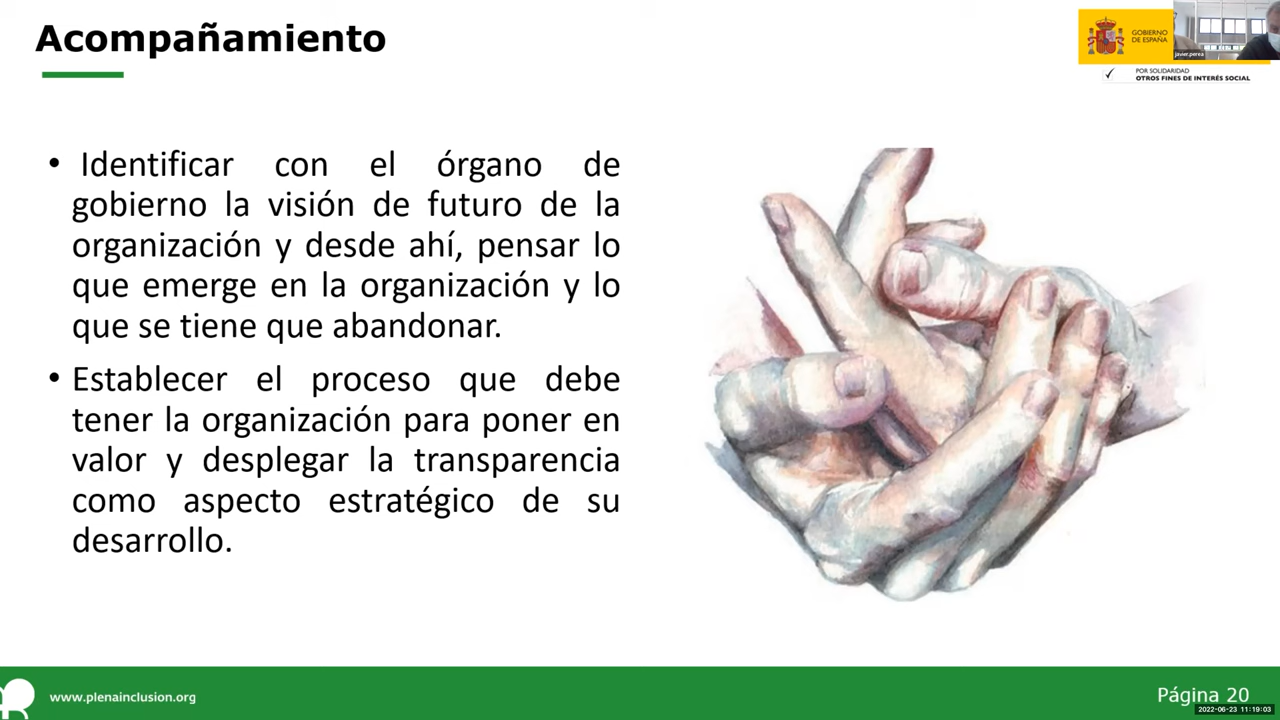 Acompañamiento
GOBIERNO
DE ESPAÑA
javier.perea
POR SOLIDARIDAD
OTROS FINES DE INTERÉS SOCIAL
• Identificar con el órgano de
gobierno la visión de futuro de la
organización y desde ahí, pensar lo
que emerge en la organización y lo
que se tiene que abandonar.
• Establecer el proceso que debe
tener la organización para poner en
valor y desplegar la transparencia
como aspecto estratégico de su
desarrollo.
www.plenainclusion.org
Página 20
2022-06-23 11:19:03